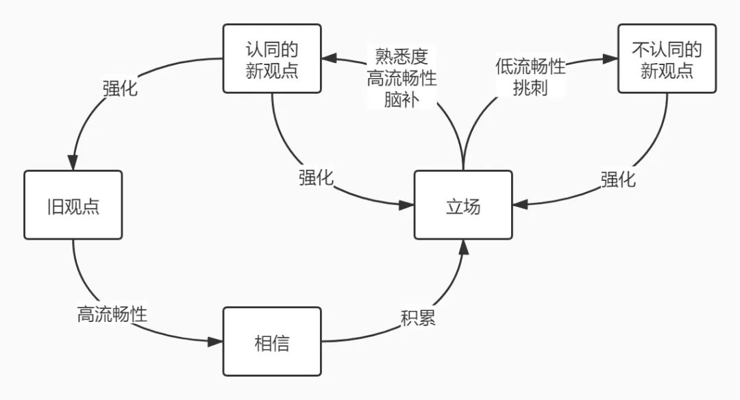 认同的
新观点
熟悉度
高流畅性
脑补
低流畅性
挑刺
不认同的
新观点
强化
强化
强化
旧观点
立场
高流畅性
相信
积累